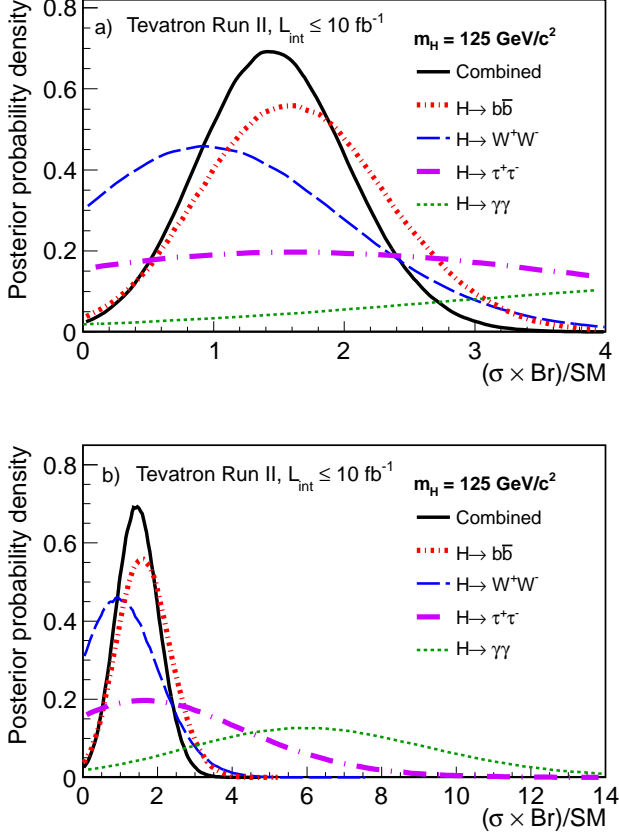 a) Tevatron Run II, L_int ≤ 10 fb⁻¹
m_H = 125 GeV/c²
Combined
H→ bb̅
H→ W⁺W⁻
H→ τ⁺τ⁻
H→ γγ
Posterior probability density
0.8
0.6
0.4
0.2
0
0 1 2 3 4
(σ × Br)/SM
b) Tevatron Run II, L_int ≤ 10 fb⁻¹
m_H = 125 GeV/c²
Combined
H→ bb̅
H→ W⁺W⁻
H→ τ⁺τ⁻
H→ γγ
Posterior probability density
0.8
0.6
0.4
0.2
0
0 2 4 6 8 10 12 14
(σ × Br)/SM